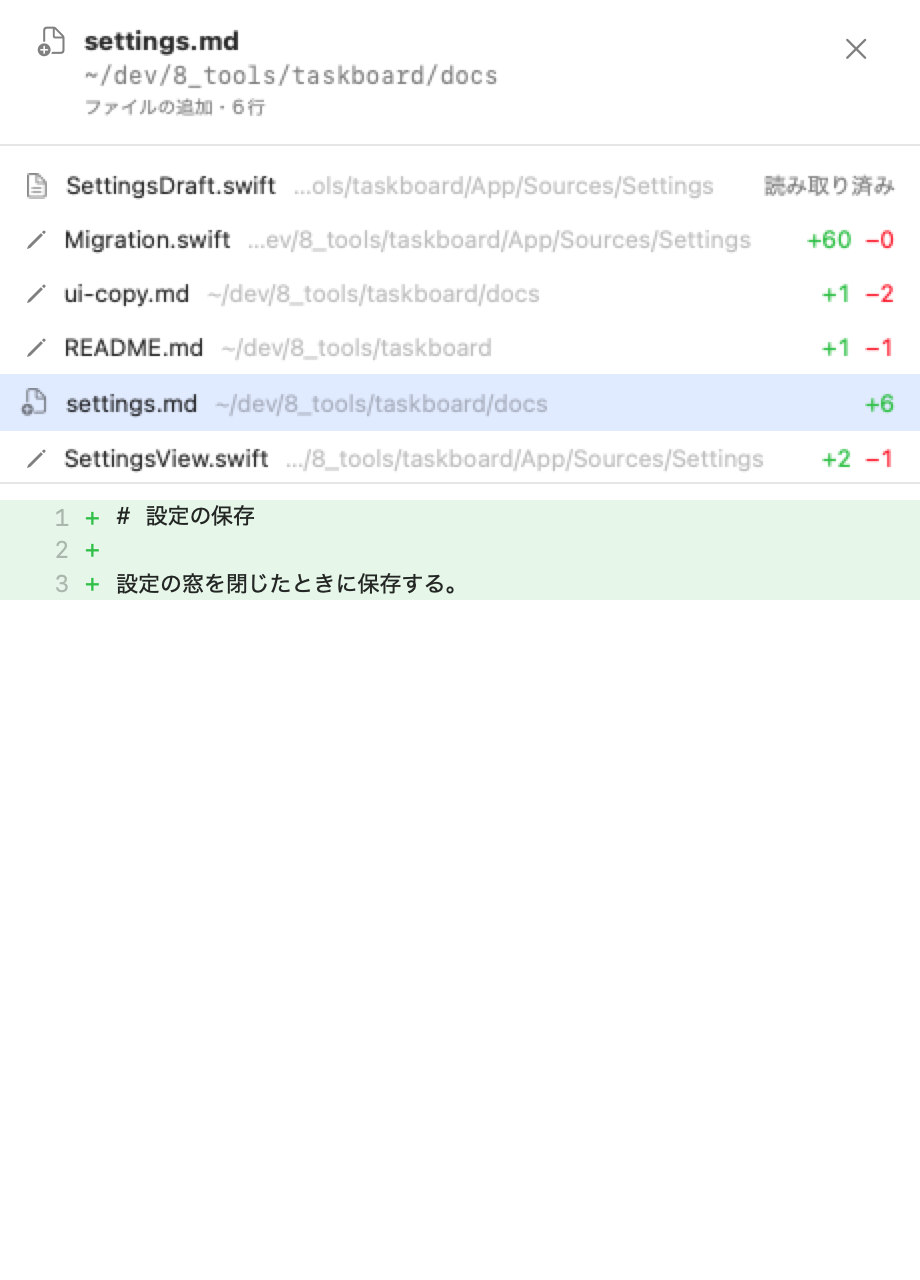 settings.md
~/dev/8_tools/taskboard/docs
ファイルの追加・6行
SettingsDraft.swift ...ols/taskboard/App/Sources/Settings 読み取り済み
Migration.swift ...ev/8_tools/taskboard/App/Sources/Settings +60 −0
ui-copy.md ~/dev/8_tools/taskboard/docs +1 −2
README.md ~/dev/8_tools/taskboard +1 −1
settings.md ~/dev/8_tools/taskboard/docs +6
SettingsView.swift .../8_tools/taskboard/App/Sources/Settings +2 −1
1 + # 設定の保存
2 +
3 + 設定の窓を閉じたときに保存する。